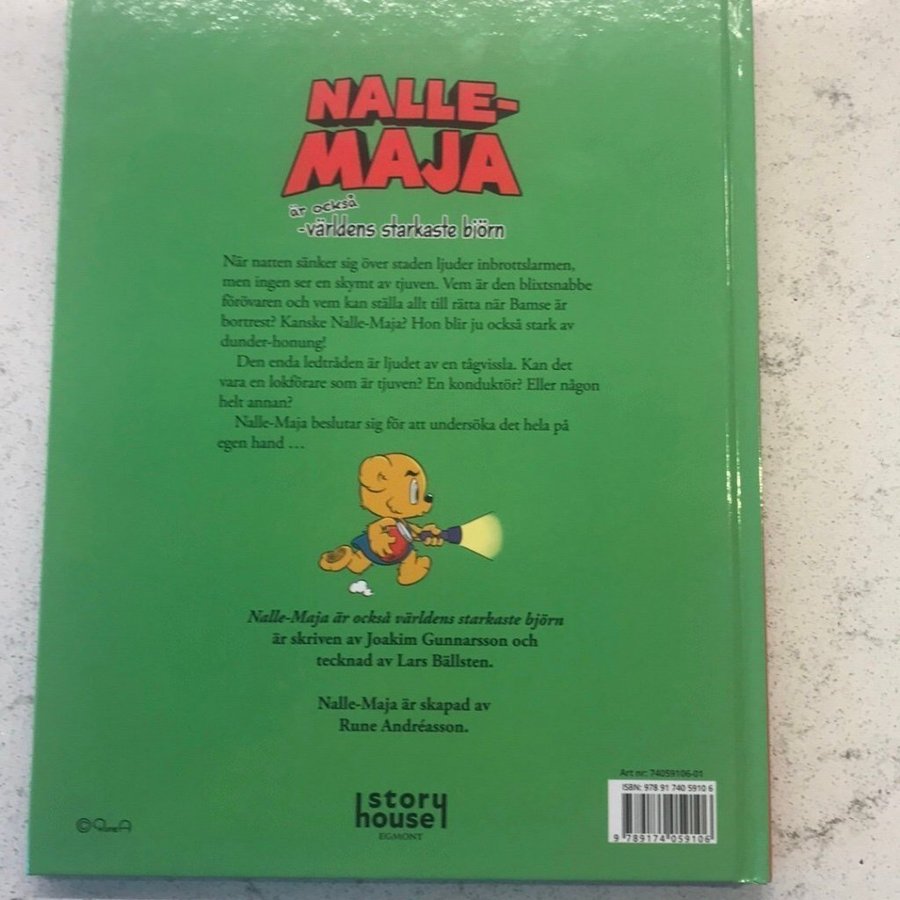 NALLE-
MAJA
är också
-världens starkaste björn
När natten sänker sig över staden ljuder inbrottslarmen,
men ingen ser en skymt av tjuven. Vem är den blixtsnabbe
förövaren och vem kan ställa allt till rätta när Bamse är
bortrest? Kanske Nalle-Maja? Hon blir ju också stark av
dunder-honung!
Den enda ledtråden är ljudet av en tågvissla. Kan det
vara en lokförare som är tjuven? En konduktör? Eller någon
helt annan?
Nalle-Maja beslutar sig för att undersöka det hela på
egen hand …
Nalle-Maja är också världens starkaste björn
är skriven av Joakim Gunnarsson och
tecknad av Lars Bällsten.
Nalle-Maja är skapad av
Rune Andréasson.
Art nr: 74059106-01
ISBN: 978 91 740 5910 6
9 789174 059106
story
house
EGMONT
© Rune A